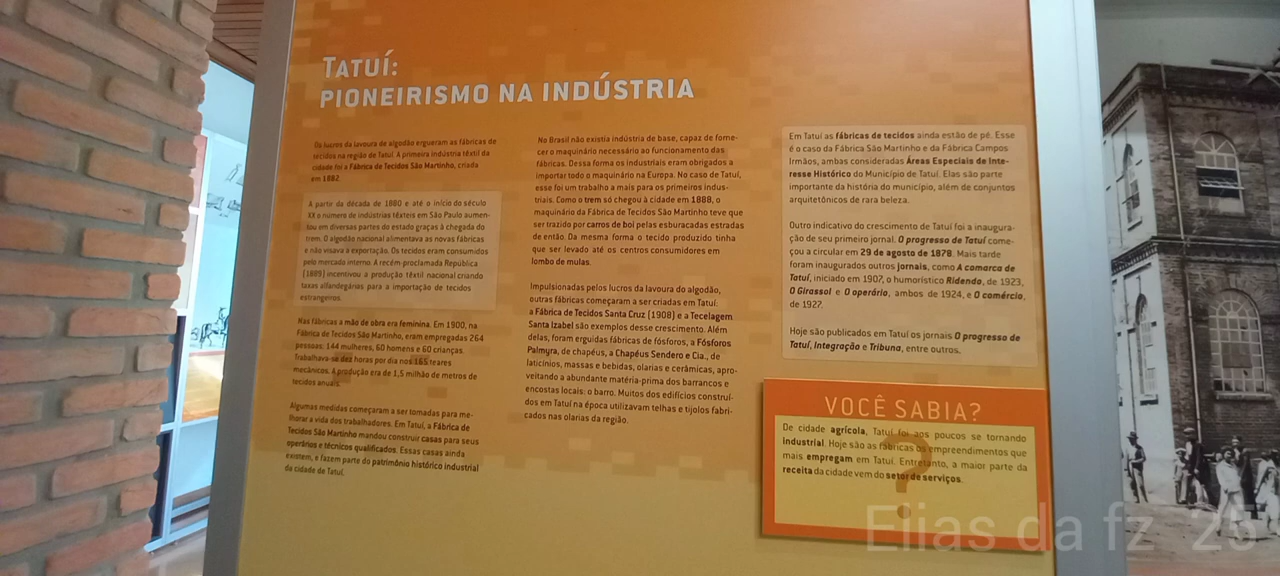 TATUÍ:
PIONEIRISMO NA INDÚSTRIA
Os lucros da lavoura de algodão ergueram as fábricas de
tecidos na região de Tatuí. A primeira indústria têxtil da
cidade foi a Fábrica de Tecidos São Martinho, criada
em 1882.
A partir da década de 1880 e até o início do século
XX o número de indústrias têxteis em São Paulo aumen-
tou em diversas partes do estado graças à chegada do
trem. O algodão nacional alimentava as novas fábricas
e não visava à exportação. Os tecidos eram consumidos
pelo mercado interno. A recém-proclamada República
(1889) incentivou a produção têxtil nacional criando
taxas alfandegárias para a importação de tecidos
estrangeiros.
Nas fábricas a mão de obra era feminina. Em 1900, na
Fábrica de Tecidos São Martinho, eram empregadas 264
pessoas: 144 mulheres, 60 homens e 60 crianças.
Trabalhava-se dez horas por dia nos 165 teares
mecânicos. A produção era de 1,5 milhão de metros de
tecidos anuais.
Algumas medidas começaram a ser tomadas para me-
lhorar a vida dos trabalhadores. Em Tatuí, a Fábrica de
Tecidos São Martinho mandou construir casas para seus
operários e técnicos qualificados. Essas casas ainda
existem, e fazem parte do patrimônio histórico industrial
da cidade de Tatuí.
No Brasil não existia indústria de base, capaz de forne-
cer o maquinário necessário ao funcionamento das
fábricas. Dessa forma os industriais eram obrigados a
importar todo o maquinário na Europa. No caso de Tatuí,
esse foi um trabalho a mais para os primeiros indus-
triais. Como o trem só chegou à cidade em 1888, o
maquinário da Fábrica de Tecidos São Martinho teve que
ser trazido por carros de boi pelas esburacadas estradas
de então. Da mesma forma o tecido produzido tinha
que ser levado até os centros consumidores em
lombo de mulas.
Impulsionadas pelos lucros da lavoura do algodão,
outras fábricas começaram a ser criadas em Tatuí:
a Fábrica de Tecidos Santa Cruz (1908) e a Tecelagem
Santa Izabel são exemplos desse crescimento. Além
delas, foram erguidas fábricas de fósforos, a Fósforos
Palmyra, de chapéus, a Chapéus Sendero e Cia., de
laticínios, massas e bebidas, olarias e cerâmicas, apro-
veitando a abundante matéria-prima dos barrancos e
encostas locais: o barro. Muitos dos edifícios construí-
dos em Tatuí na época utilizavam telhas e tijolos fabri-
cados nas olarias da região.
Em Tatuí as fábricas de tecidos ainda estão de pé. Esse
é o caso da Fábrica São Martinho e da Fábrica Campos
Irmãos, ambas consideradas Áreas Especiais de Inte-
resse Histórico do Município de Tatuí. Elas são parte
importante da história do município, além de conjuntos
arquitetônicos de rara beleza.
Outro indicativo do crescimento de Tatuí foi a inaugura-
ção de seu primeiro jornal. O progresso de Tatuí come-
çou a circular em 29 de agosto de 1878. Mais tarde
foram inaugurados outros jornais, como A comarca de
Tatuí, iniciado em 1907, o humorístico Ridendo, de 1923,
O Girassol e O operário, ambos de 1924, e O comércio,
de 1927.
Hoje são publicados em Tatuí os jornais O progresso de
Tatuí, Integração e Tribuna, entre outros.
VOCÊ SABIA?
De cidade agrícola, Tatuí foi aos poucos se tornando
industrial. Hoje são as fábricas os empreendimentos que
mais empregam em Tatuí. Entretanto, a maior parte da
receita da cidade vem do setor de serviços.
?
Elias da fz 25